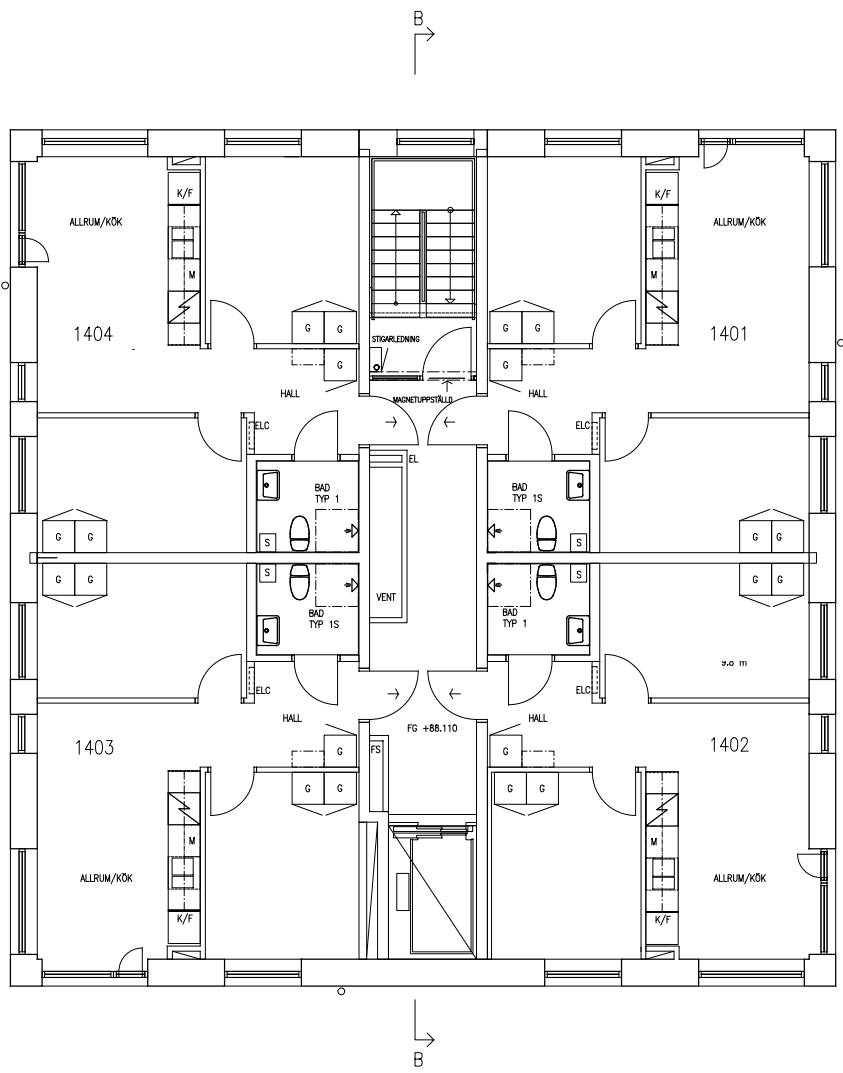 B
K/F
K/F
ALLRUM/KÖK
ALLRUM/KÖK
M
M
1404
G
G
G
G
1401
STIGARLEDNING
G
G
HALL
MAGNETUPPSTÄLLD
HALL
ELC
ELC
EL
BAD
TYP 1
BAD
TYP 1S
G
G
S
S
G
G
G
G
S
S
G
G
VENT
BAD
TYP 1S
BAD
TYP 1
ELC
ELC
HALL
FG +88.110
HALL
1403
FS
1402
G
G
G
G
G
G
M
M
ALLRUM/KÖK
ALLRUM/KÖK
K/F
K/F
B